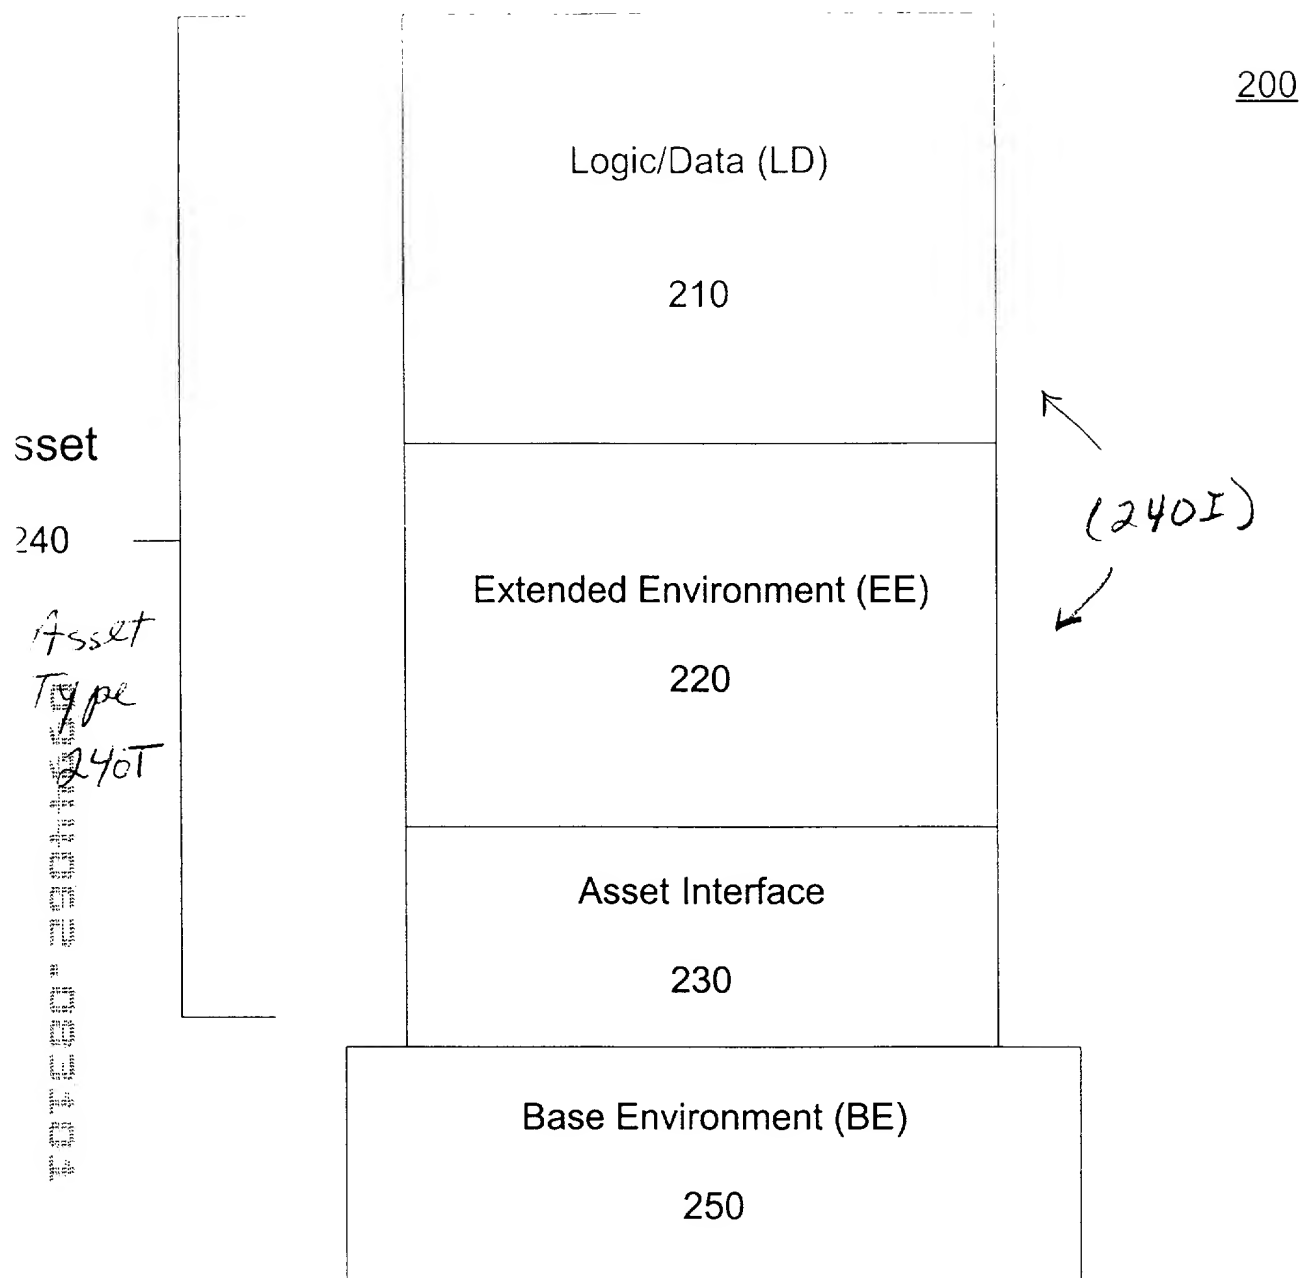 200
Logic/Data (LD)
210
sset
240
(240I)
Extended Environment (EE)
220
Asset
Type
240T
Asset Interface
230
Base Environment (BE)
250